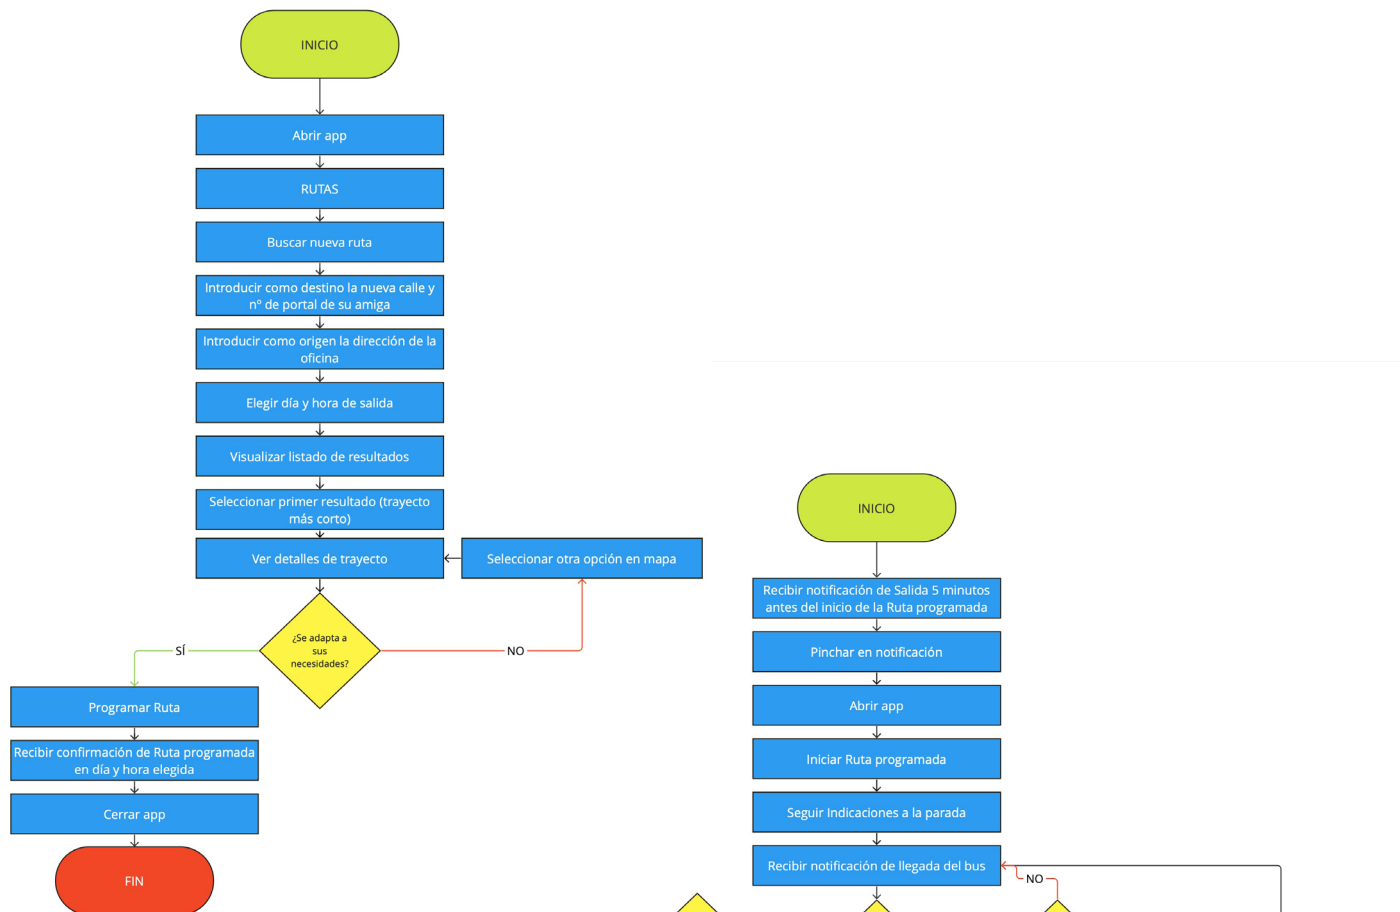 INICIO
Abrir app
RUTAS
Buscar nueva ruta
Introducir como destino la nueva calle y
nº de portal de su amiga
Introducir como origen la dirección de la
oficina
Elegir día y hora de salida
Visualizar listado de resultados
Seleccionar primer resultado (trayecto
más corto)
Ver detalles de trayecto
Seleccionar otra opción en mapa
¿Se adapta a
sus
necesidades?
SÍ
NO
Programar Ruta
Recibir confirmación de Ruta programada
en día y hora elegida
Cerrar app
FIN
INICIO
Recibir notificación de Salida 5 minutos
antes del inicio de la Ruta programada
Pinchar en notificación
Abrir app
Iniciar Ruta programada
Seguir Indicaciones a la parada
Recibir notificación de llegada del bus
NO